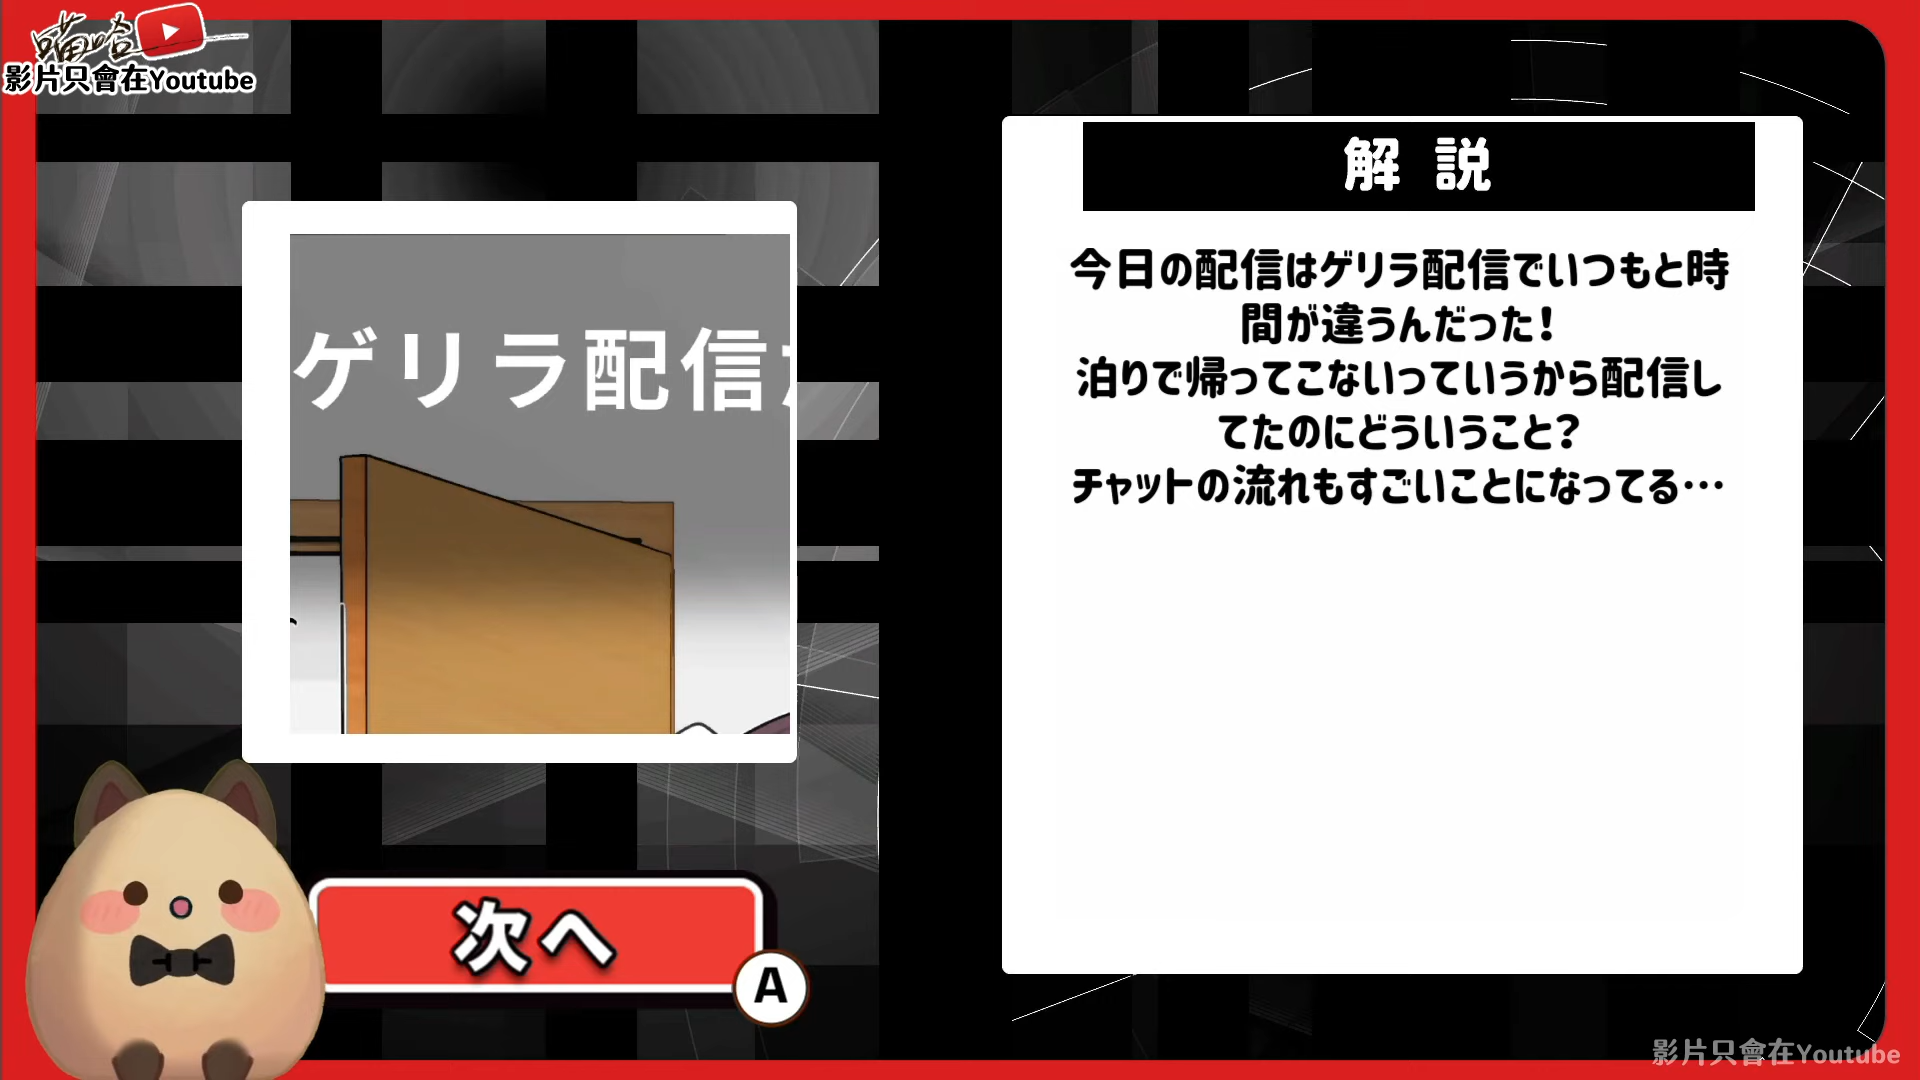 喵哈
影片只會在Youtube
解 説
今日の配信はゲリラ配信でいつもと時
間が違うんだった!
泊りで帰ってこないっていうから配信し
てたのにどういうこと?
チャットの流れもすごいことになってる…
ゲリラ配信
次へ
A
影片只會在Youtube